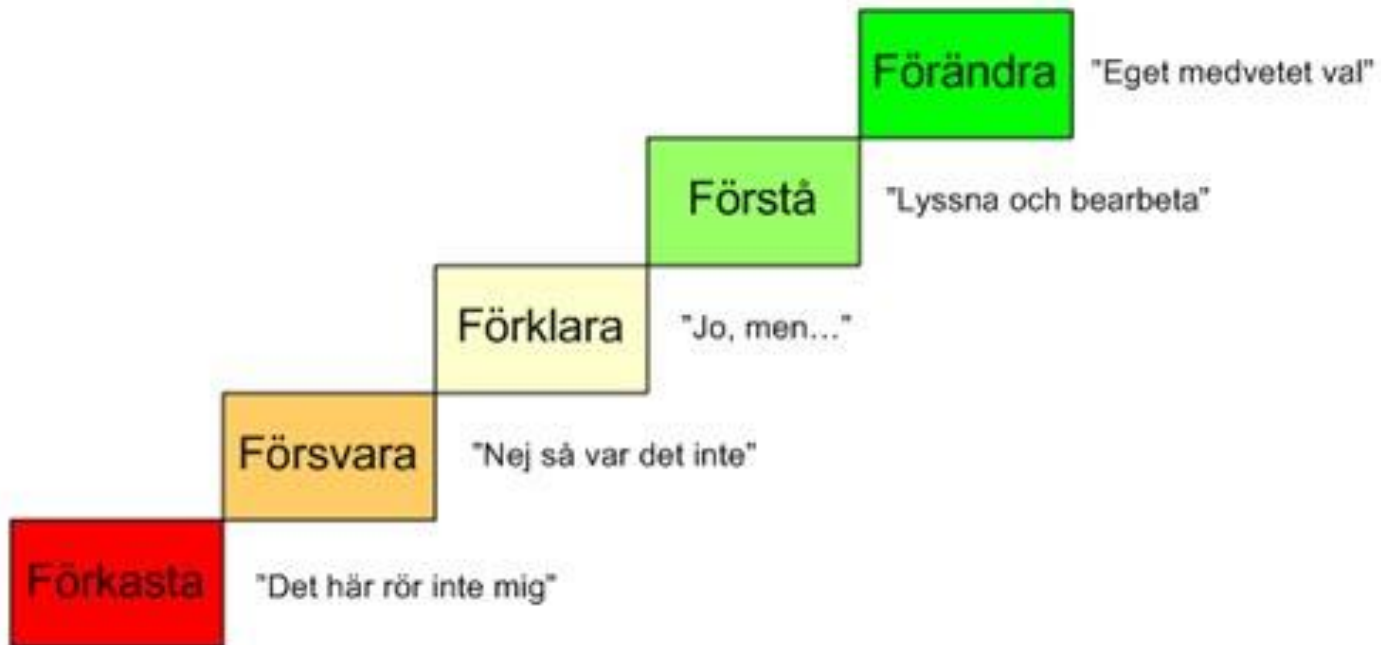 Förändra "Eget medvetet val"
Förstå "Lyssna och bearbeta"
Förklara "Jo, men..."
Försvara "Nej så var det inte"
Förkasta "Det här rör inte mig"